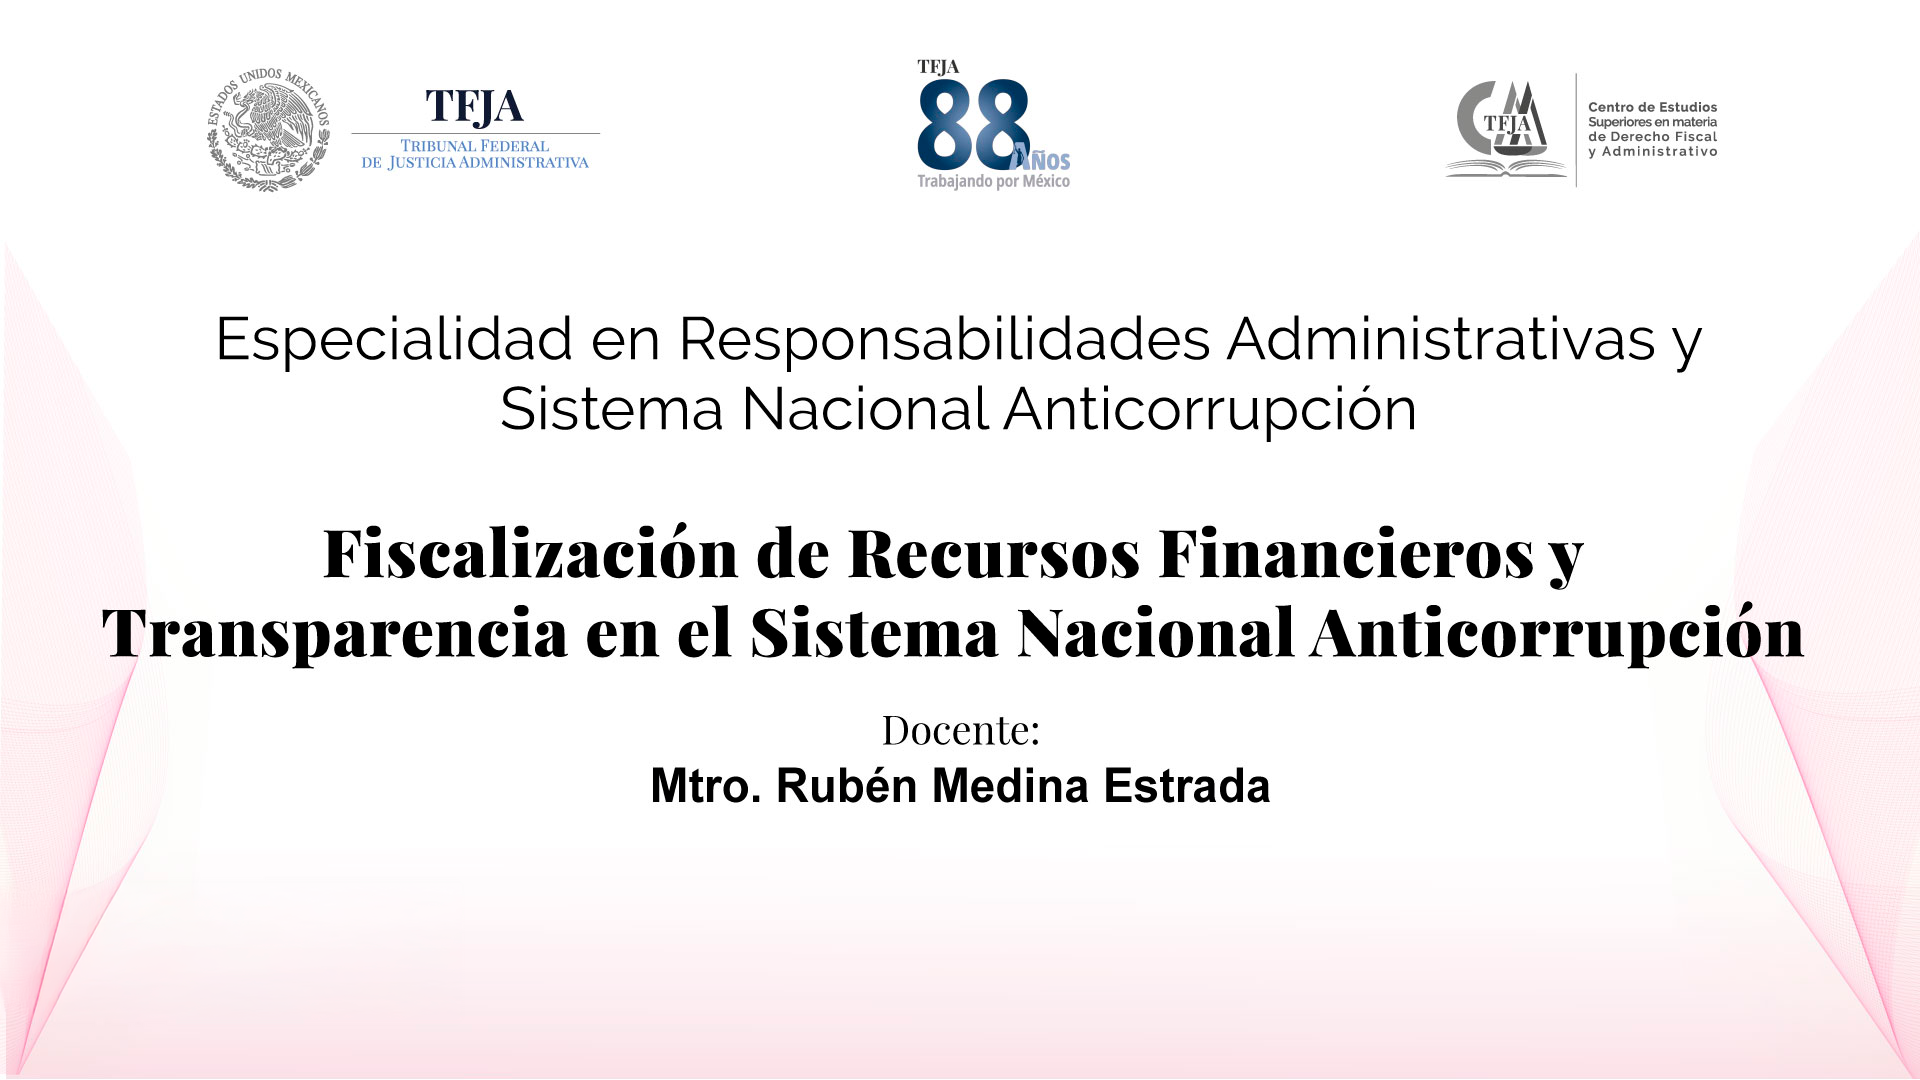 ESTADOS UNIDOS MEXICANOS
TFJA
TRIBUNAL FEDERAL
DE JUSTICIA ADMINISTRATIVA
TFJA
88
AÑOS
Trabajando por México
TFJA
Centro de Estudios
Superiores en materia
de Derecho Fiscal
y Administrativo
Especialidad en Responsabilidades Administrativas y
Sistema Nacional Anticorrupción
Fiscalización de Recursos Financieros y
Transparencia en el Sistema Nacional Anticorrupción
Docente:
Mtro. Rubén Medina Estrada